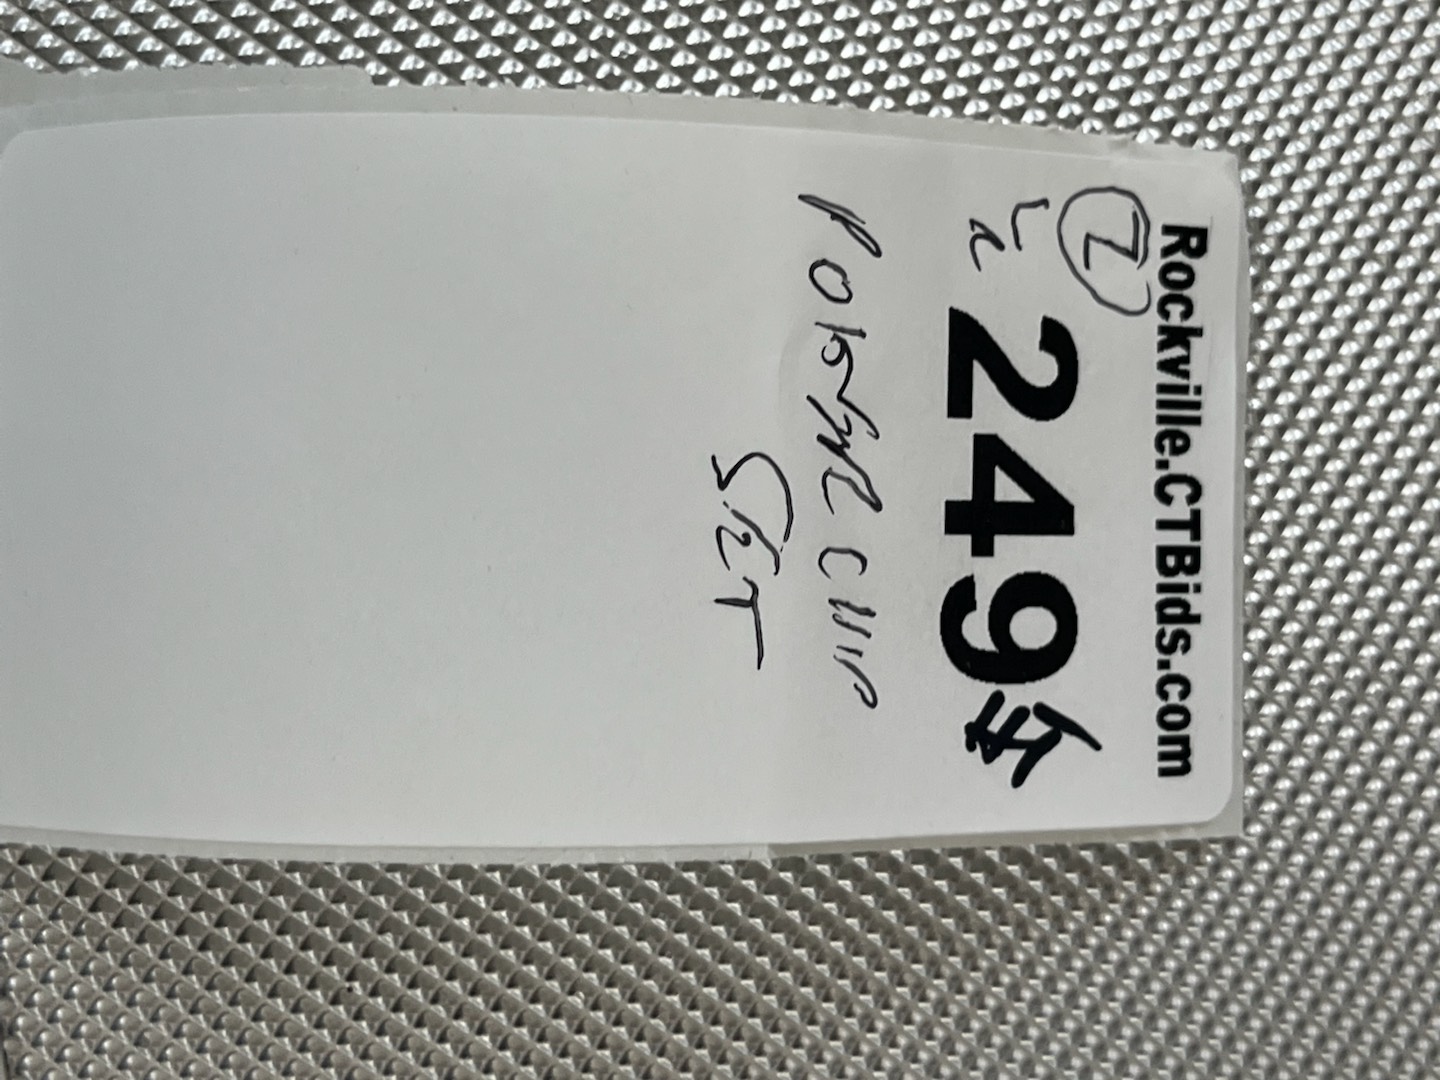 Rockville.CTBids.com
249
POKER CHIP
SET